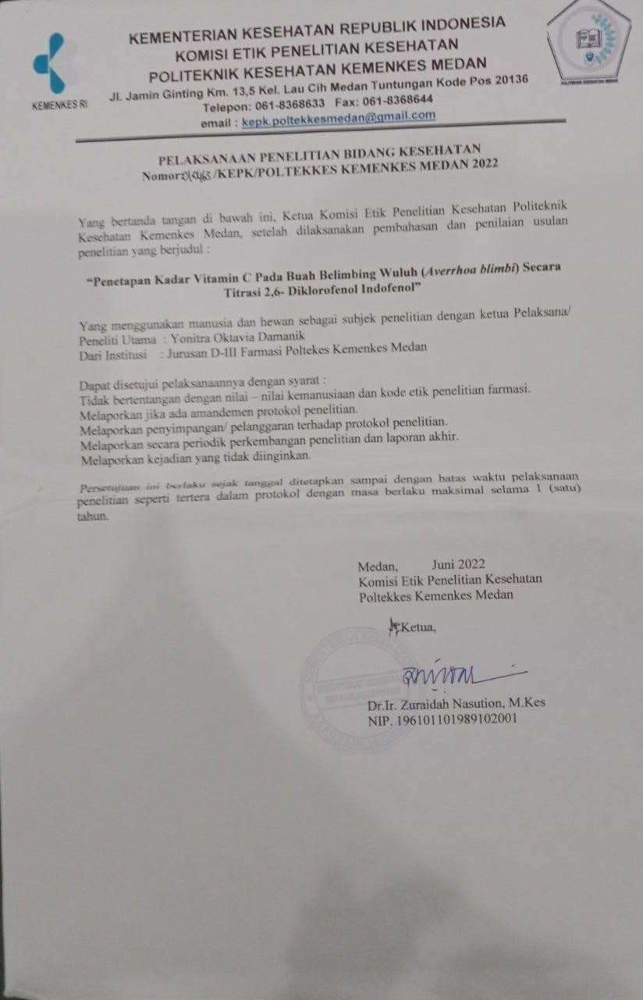 KEMENTERIAN KESEHATAN REPUBLIK INDONESIA
KOMISI ETIK PENELITIAN KESEHATAN
POLITEKNIK KESEHATAN KEMENKES MEDAN
Jl. Jamin Ginting Km. 13,5 Kel. Lau Cih Medan Tuntungan Kode Pos 20136
Telepon: 061-8368633 Fax: 061-8368644
email : kepk.poltekkesmedan@gmail.com
KEMENKES RI
POLITEKNIK KESEHATAN MEDAN
PELAKSANAAN PENELITIAN BIDANG KESEHATAN
Nomor: /KEPK/POLTEKKES KEMENKES MEDAN 2022
Yang bertanda tangan di bawah ini, Ketua Komisi Etik Penelitian Kesehatan Politeknik
Kesehatan Kemenkes Medan, setelah dilaksanakan pembahasan dan penilaian usulan
penelitian yang berjudul :
“Penetapan Kadar Vitamin C Pada Buah Belimbing Wuluh (Averrhoa blimbi) Secara
Titrasi 2,6- Diklorofenol Indofenol”
Yang menggunakan manusia dan hewan sebagai subjek penelitian dengan ketua Pelaksana/
Peneliti Utama : Yonitra Oktavia Damanik
Dari Institusi : Jurusan D-III Farmasi Poltekes Kemenkes Medan
Dapat disetujui pelaksanaannya dengan syarat :
Tidak bertentangan dengan nilai – nilai kemanusiaan dan kode etik penelitian farmasi.
Melaporkan jika ada amandemen protokol penelitian.
Melaporkan penyimpangan/ pelanggaran terhadap protokol penelitian.
Melaporkan secara periodik perkembangan penelitian dan laporan akhir.
Melaporkan kejadian yang tidak diinginkan.
Persetujuan ini berlaku sejak tanggal ditetapkan sampai dengan batas waktu pelaksanaan
penelitian seperti tertera dalam protokol dengan masa berlaku maksimal selama 1 (satu)
tahun.
Medan, Juni 2022
Komisi Etik Penelitian Kesehatan
Poltekkes Kemenkes Medan
Ketua,
Dr.Ir. Zuraidah Nasution, M.Kes
NIP. 196101101989102001